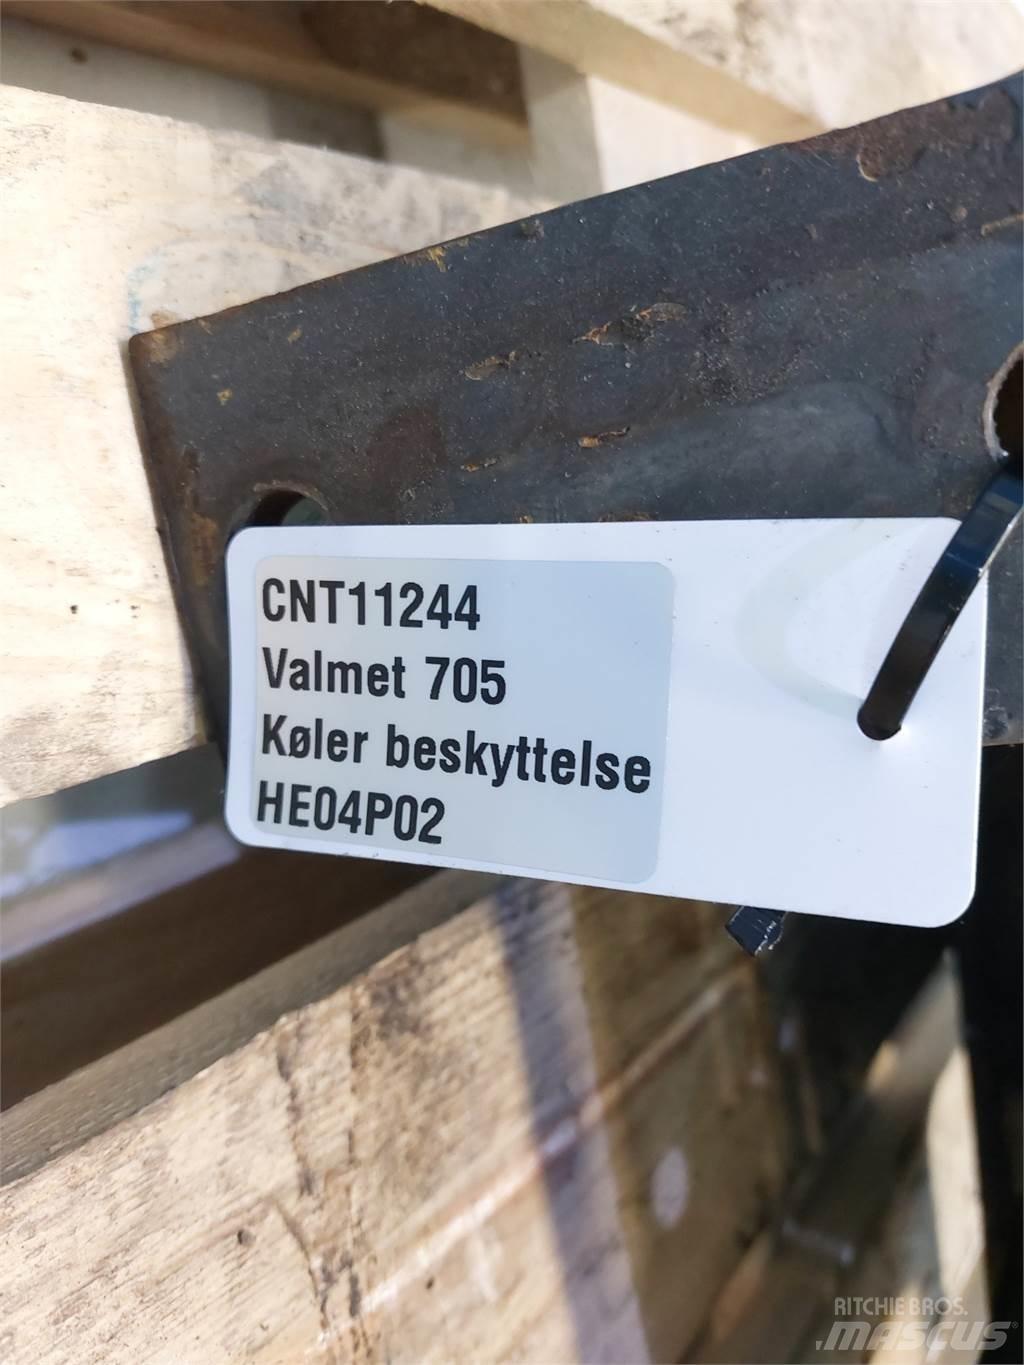 CNT11244
Valmet 705
Køler beskyttelse
HE04P02
RITCHIE BROS.
MASCUS